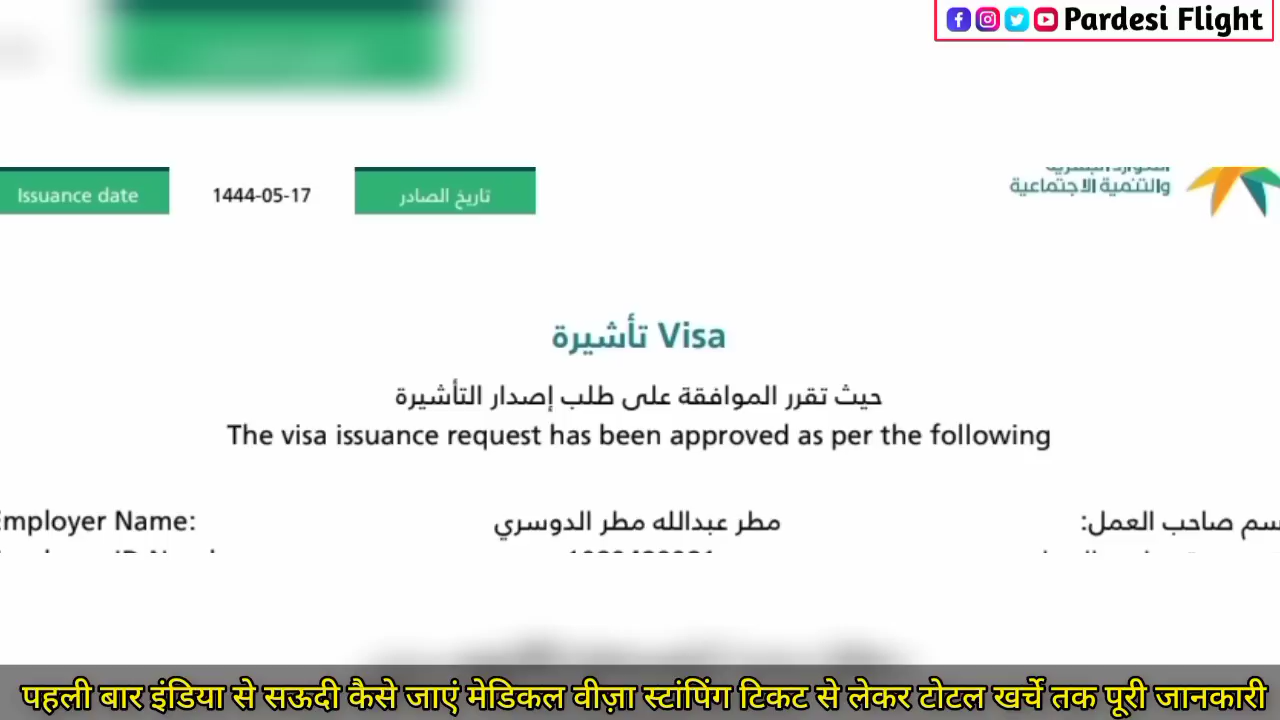 Pardesi Flight
Issuance date 1444-05-17 تاريخ الصادر
والتنمية الاجتماعية
تأشيرة Visa
حيث تقرر الموافقة على طلب إصدار التأشيرة
The visa issuance request has been approved as per the following
Employer Name: مطر عبدالله مطر الدوسري سم صاحب العمل:
पहली बार इंडिया से सऊदी कैसे जाएं मेडिकल वीज़ा स्टांपिंग टिकट से लेकर टोटल खर्चे तक पूरी जानकारी